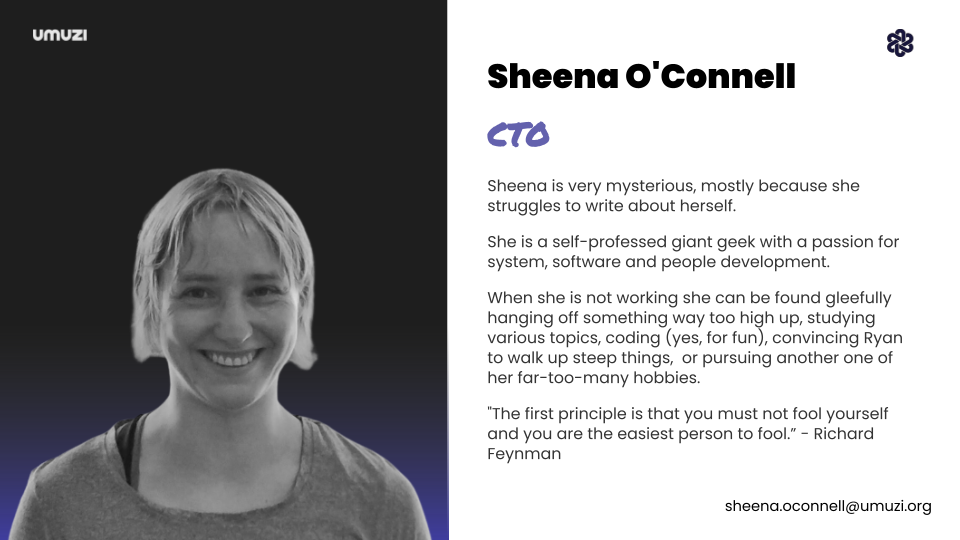 umuzi
Sheena O'Connell
CTO
Sheena is very mysterious, mostly because she
struggles to write about herself.
She is a self-professed giant geek with a passion for
system, software and people development.
When she is not working she can be found gleefully
hanging off something way too high up, studying
various topics, coding (yes, for fun), convincing Ryan
to walk up steep things,  or pursuing another one of
her far-too-many hobbies.
"The first principle is that you must not fool yourself
and you are the easiest person to fool.” - Richard
Feynman
sheena.oconnell@umuzi.org